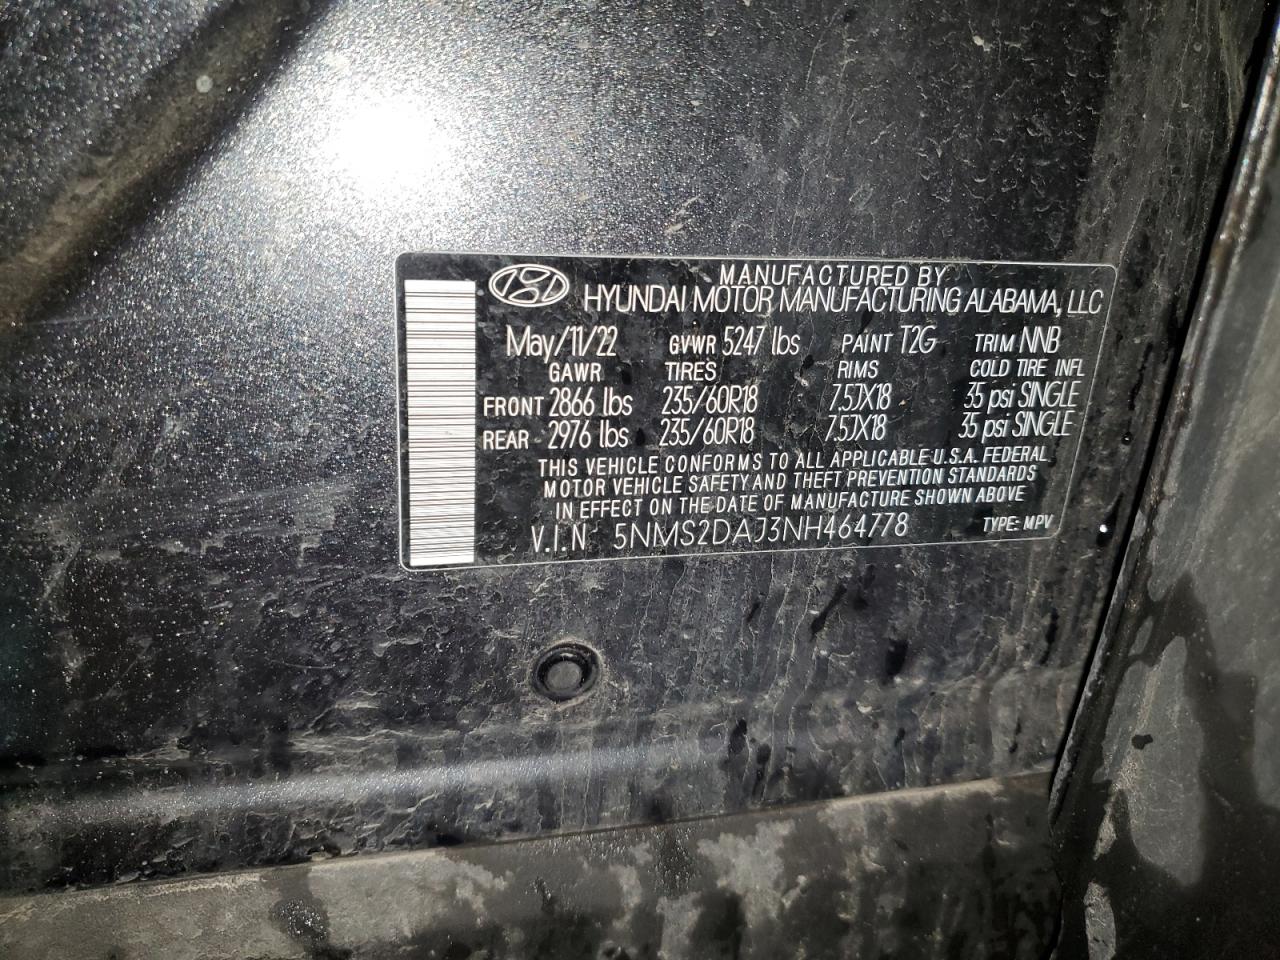 MANUFACTURED BY
HYUNDAI MOTOR MANUFACTURING ALABAMA, LLC
May/11/22 GVWR 5247 lbs PAINT T2G TRIM NNB
GAWR TIRES RIMS COLD TIRE INFL
FRONT 2866 lbs 235/60R18 7.5JX18 35 psi SINGLE
REAR 2976 lbs 235/60R18 7.5JX18 35 psi SINGLE
THIS VEHICLE CONFORMS TO ALL APPLICABLE U.S.A. FEDERAL
MOTOR VEHICLE SAFETY AND THEFT PREVENTION STANDARDS
IN EFFECT ON THE DATE OF MANUFACTURE SHOWN ABOVE
V.I.N 5NMS2DAJ3NH464778 TYPE: MPV